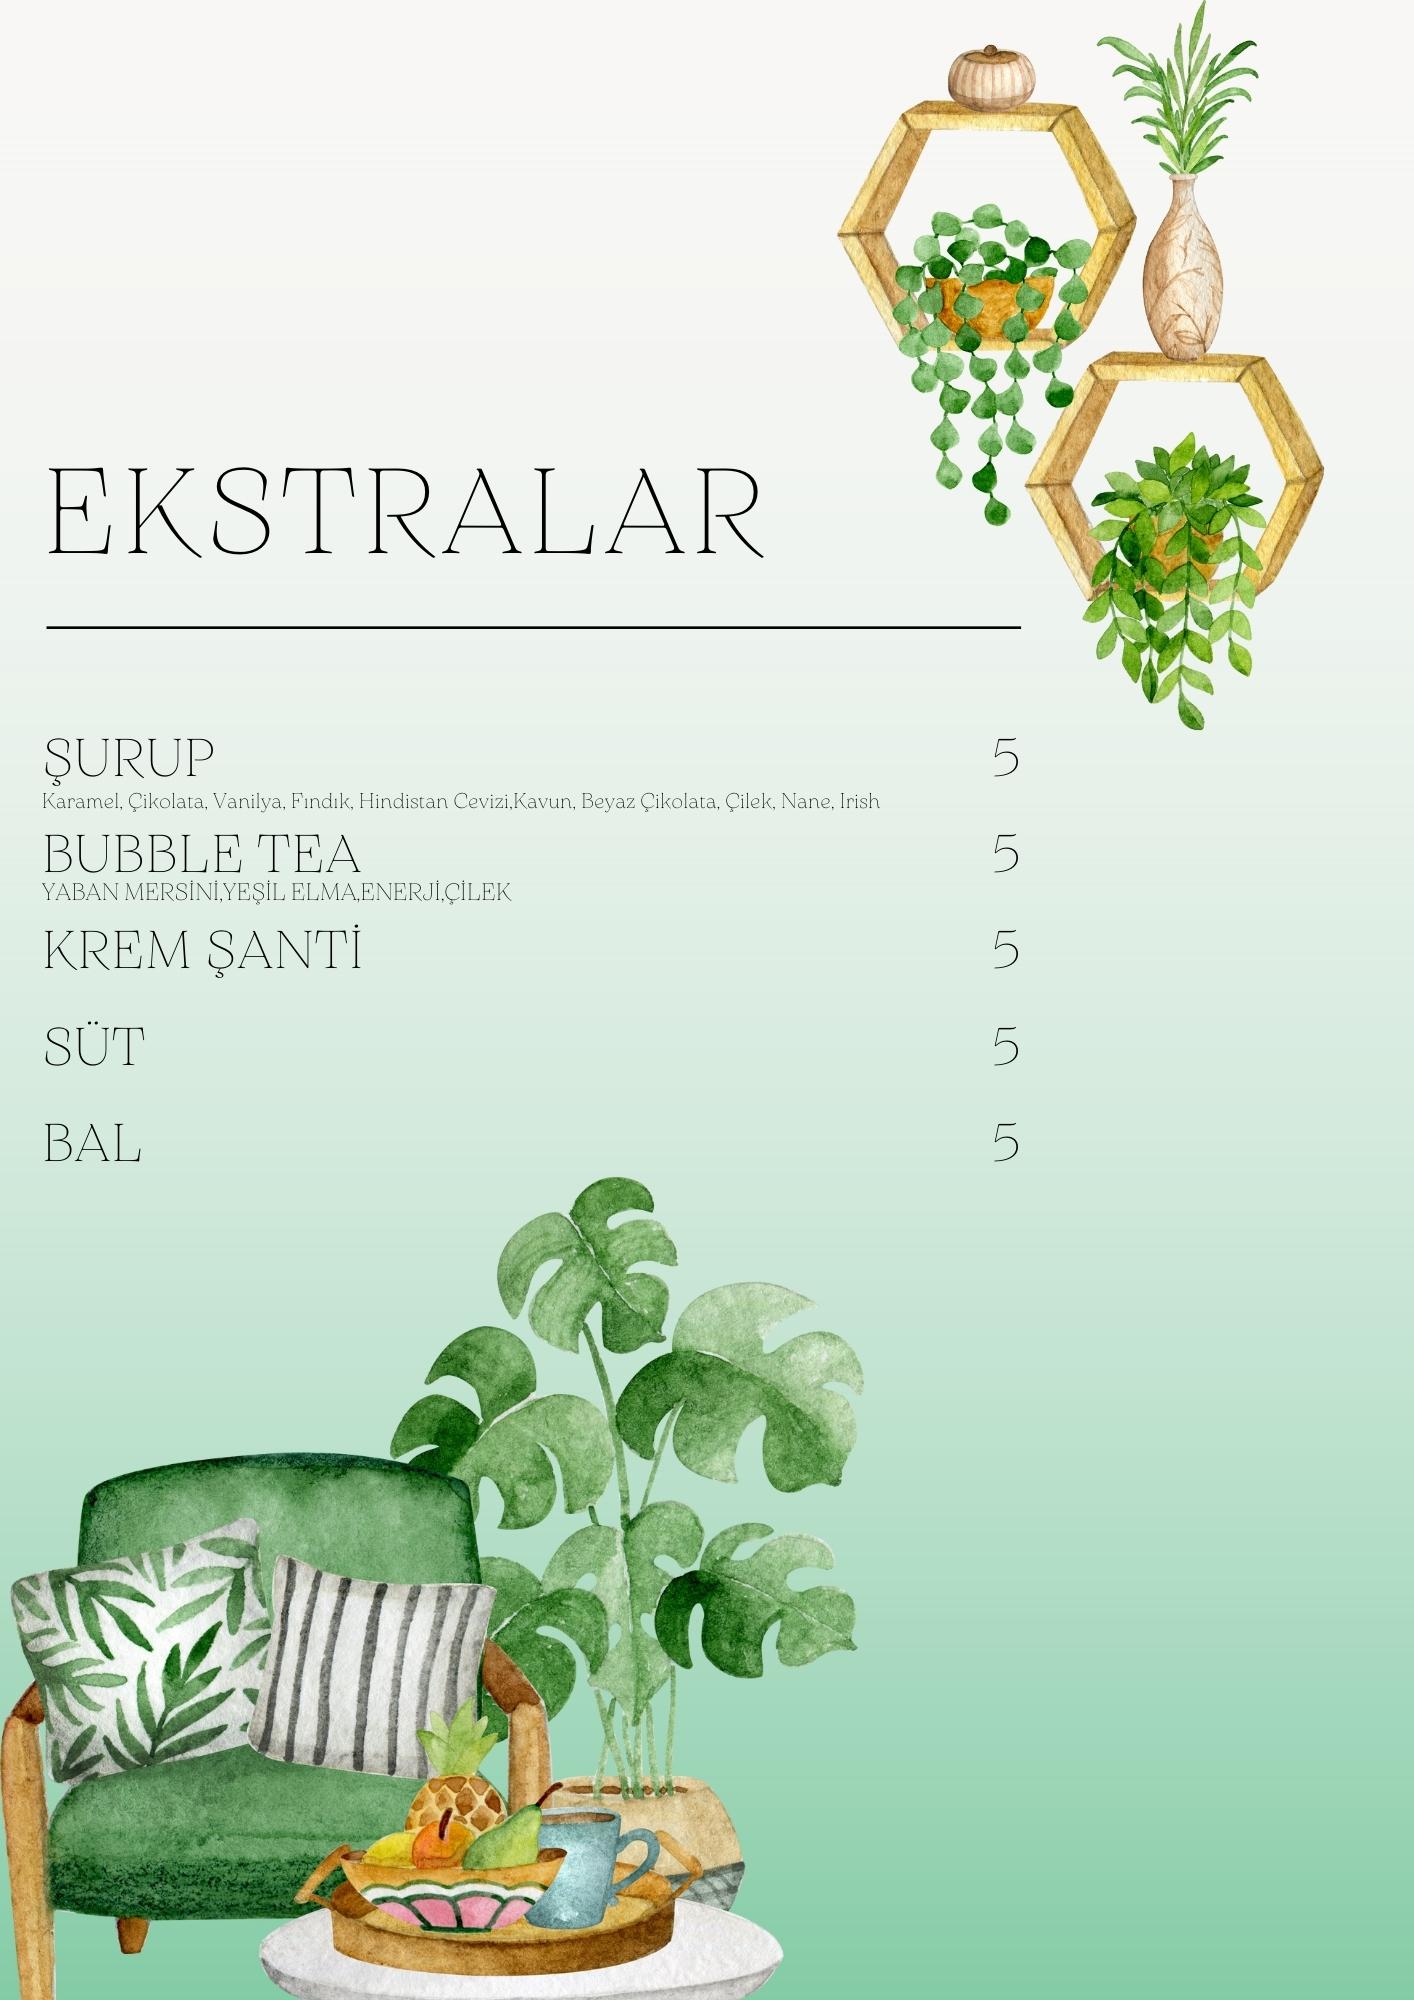 EKSTRALAR
ŞURUP 5
Karamel, Çikolata, Vanilya, Fındık, Hindistan Cevizi,Kavun, Beyaz Çikolata, Çilek, Nane, Irish
BUBBLE TEA 5
YABAN MERSİNİ,YEŞİL ELMA,ENERJİ,ÇİLEK
KREM ŞANTİ 5
SÜT 5
BAL 5